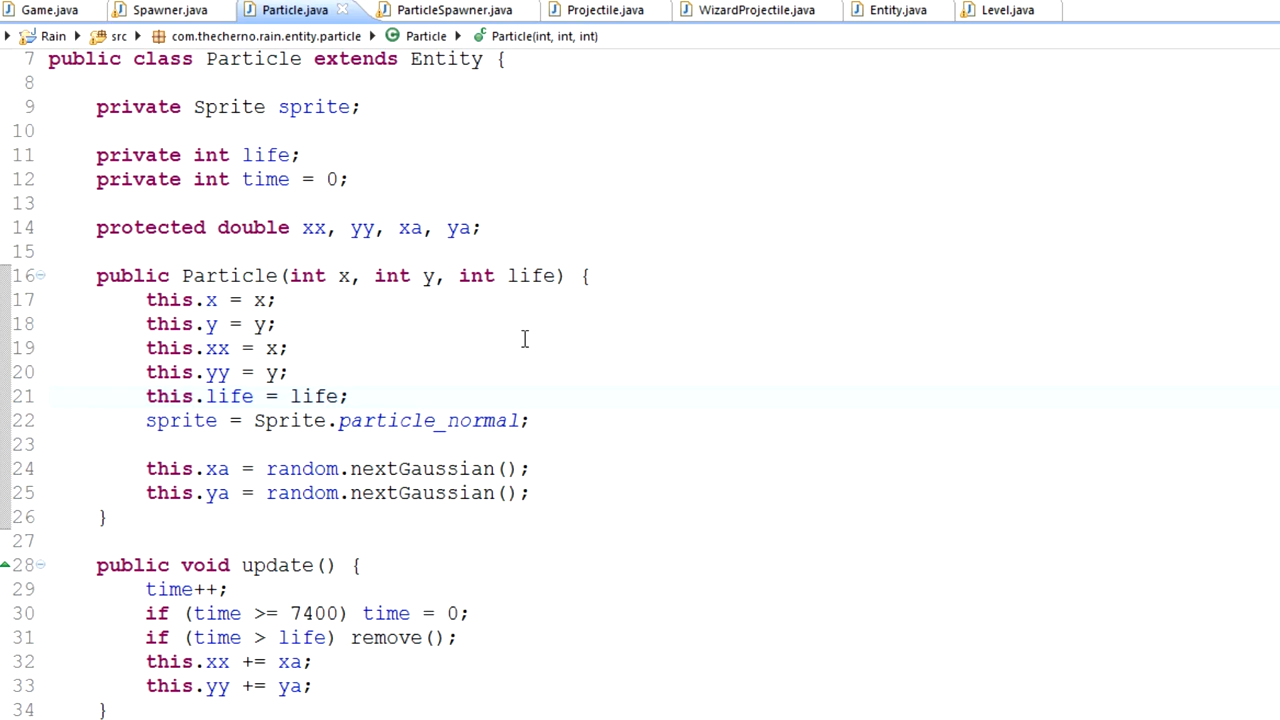 Game.java Spawner.java Particle.java ParticleSpawner.java Projectile.java WizardProjectile.java Entity.java Level.java
Rain src com.thecherno.rain.entity.particle Particle Particle(int, int, int)
7 public class Particle extends Entity {
8
9 private Sprite sprite;
10
11 private int life;
12 private int time = 0;
13
14 protected double xx, yy, xa, ya;
15
16 public Particle(int x, int y, int life) {
17 this.x = x;
18 this.y = y;
19 this.xx = x;
20 this.yy = y;
21 this.life = life;
22 sprite = Sprite.particle_normal;
23
24 this.xa = random.nextGaussian();
25 this.ya = random.nextGaussian();
26 }
27
28 public void update() {
29 time++;
30 if (time >= 7400) time = 0;
31 if (time > life) remove();
32 this.xx += xa;
33 this.yy += ya;
34 }